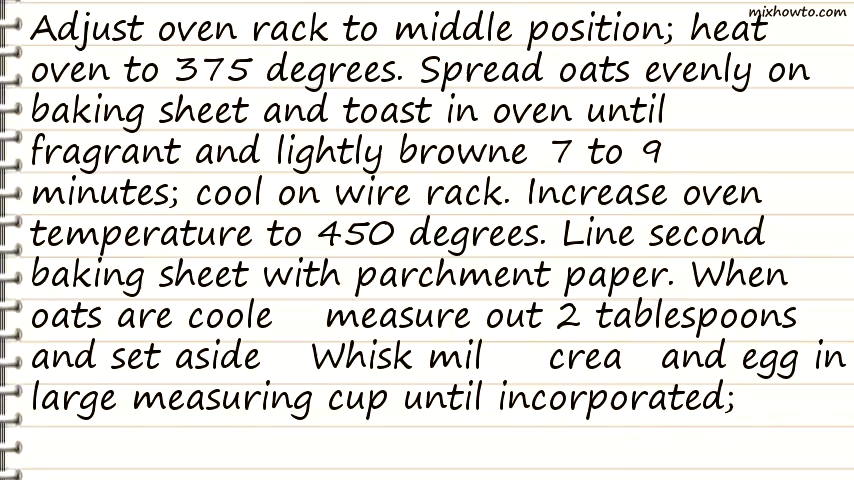 mixhowto.com
Adjust oven rack to middle position; heat
oven to 375 degrees. Spread oats evenly on
baking sheet and toast in oven until
fragrant and lightly browne 7 to 9
minutes; cool on wire rack. Increase oven
temperature to 450 degrees. Line second
baking sheet with parchment paper. When
oats are coole measure out 2 tablespoons
and set aside Whisk mil crea and egg in
large measuring cup until incorporated;